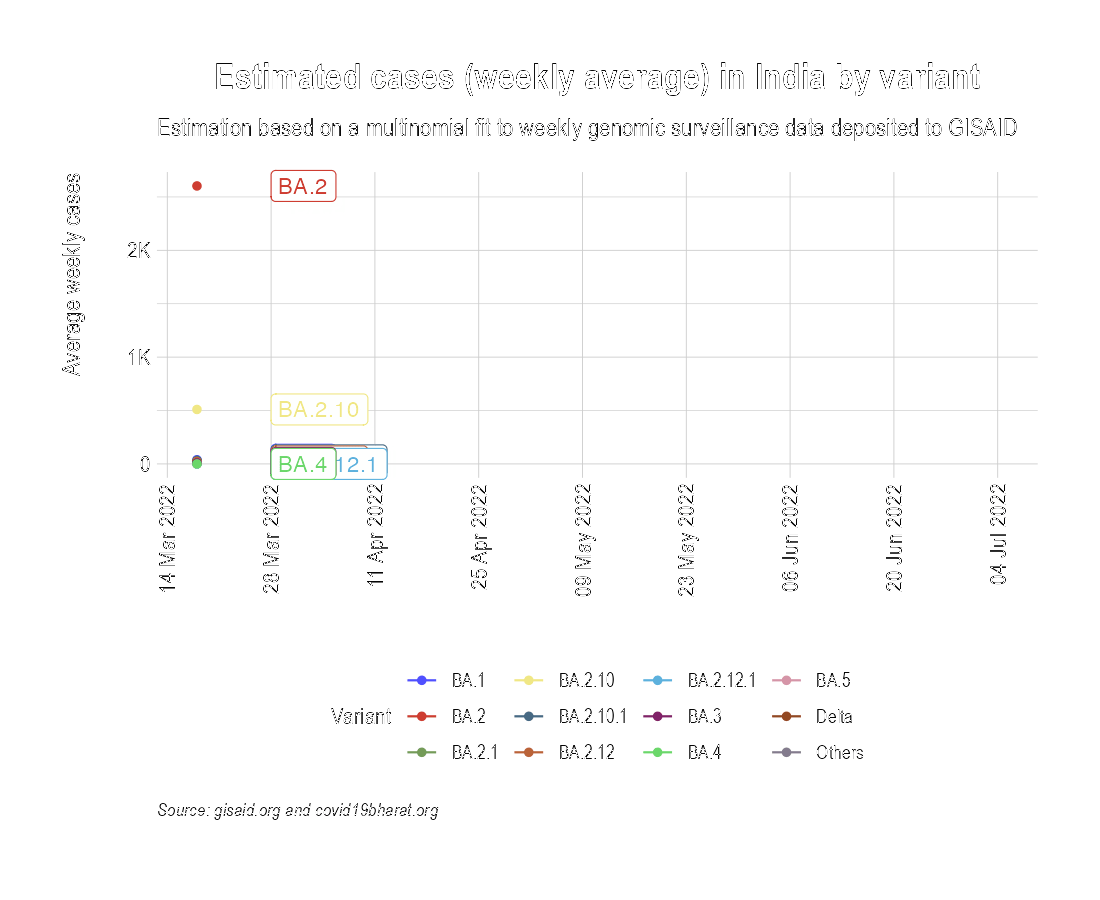 Estimated cases (weekly average) in India by variant
Estimation based on a multinomial fit to weekly genomic surveillance data deposited to GISAID
Average weekly cases
2K
1K
0
BA.2
BA.2.10
BA.4
12.1
14 Mar 2022
28 Mar 2022
11 Apr 2022
25 Apr 2022
09 May 2022
23 May 2022
06 Jun 2022
20 Jun 2022
04 Jul 2022
Variant
BA.1
BA.2
BA.2.1
BA.2.10
BA.2.10.1
BA.2.12
BA.2.12.1
BA.3
BA.4
BA.5
Delta
Others
Source: gisaid.org and covid19bharat.org